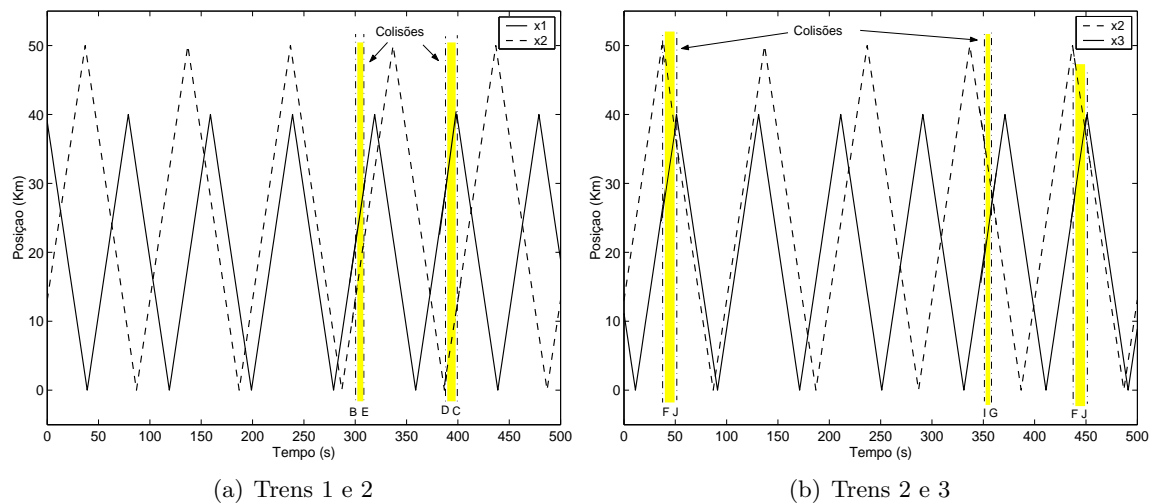 Colisões
x1
x2
50
40
30
20
10
0
Posiçao (Km)
B E
D C
0 50 100 150 200 250 300 350 400 450 500
Tempo (s)
(a) Trens 1 e 2
Colisões
x2
x3
50
40
30
20
10
0
Posiçao (Km)
F J
I G
F J
0 50 100 150 200 250 300 350 400 450 500
Tempo (s)
(b) Trens 2 e 3